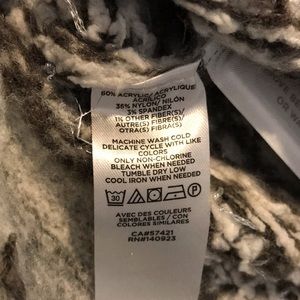 60% ACRYLIC/ ACRYLIQUE
ACRÍLICO
36% NYLON/ NILÓN
3% SPANDEX
1% OTHER FIBER(S)/
AUTRE(S) FIBRE(S)/
OTRA(S) FIBRA(S)
MACHINE WASH COLD
DELICATE CYCLE WITH LIKE
COLORS
ONLY NON-CHLORINE
BLEACH WHEN NEEDED
TUMBLE DRY LOW
COOL IRON WHEN NEEDED
30 P
AVEC DES COULEURS
SEMBLABLES / CON
COLORES SIMILARES
CA#57421
RN#140923